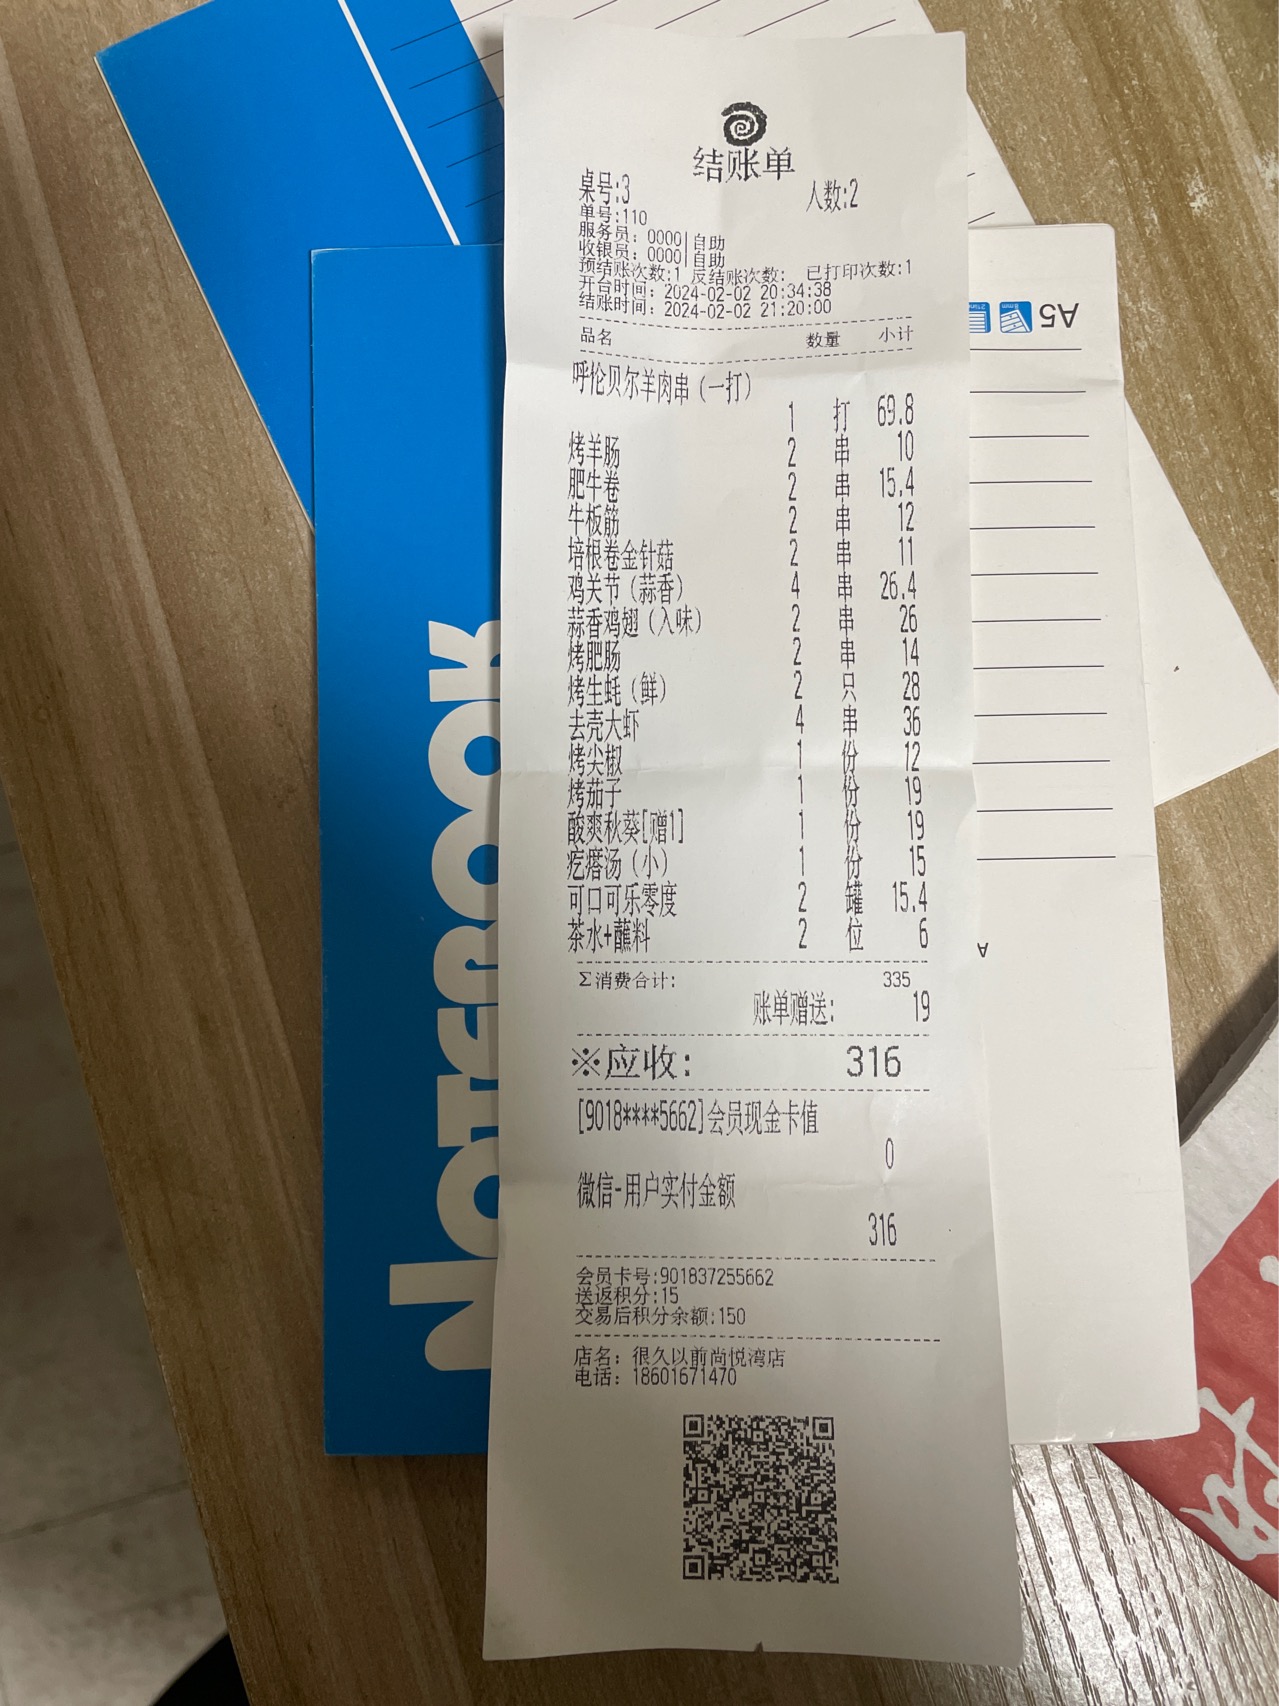 结账单
桌号:3 人数:2
单号:110
服务员: 0000|自助
收银员: 0000|自助
预结账次数:1 反结账次数: 已打印次数:1
开台时间: 2024-02-02 20:34:38
结账时间: 2024-02-02 21:20:00
品名 数量 小计
呼伦贝尔羊肉串(一打)
1 打 69.8
烤羊肠 2 串 10
肥牛卷 2 串 15.4
牛板筋 2 串 12
培根卷金针菇 2 串 11
鸡关节(蒜香) 4 串 26.4
蒜香鸡翅(入味) 2 串 26
烤肥肠 2 串 14
烤生蚝(鲜) 2 只 28
去壳大虾 4 串 36
烤尖椒 1 份 12
烤茄子 1 份 19
酸爽秋葵[赠1] 1 份 19
疙瘩汤(小) 1 份 15
可口可乐零度 2 罐 15.4
茶水+蘸料 2 位 6
Σ消费合计: 335
账单赠送: 19
※应收: 316
[9018****5662]会员现金卡值
0
微信-用户实付金额
316
会员卡号:901837255662
送返积分:15
交易后积分余额:150
店名: 很久以前尚悦湾店
电话: 18601671470
NOTEBOOK
A5
8mm
A